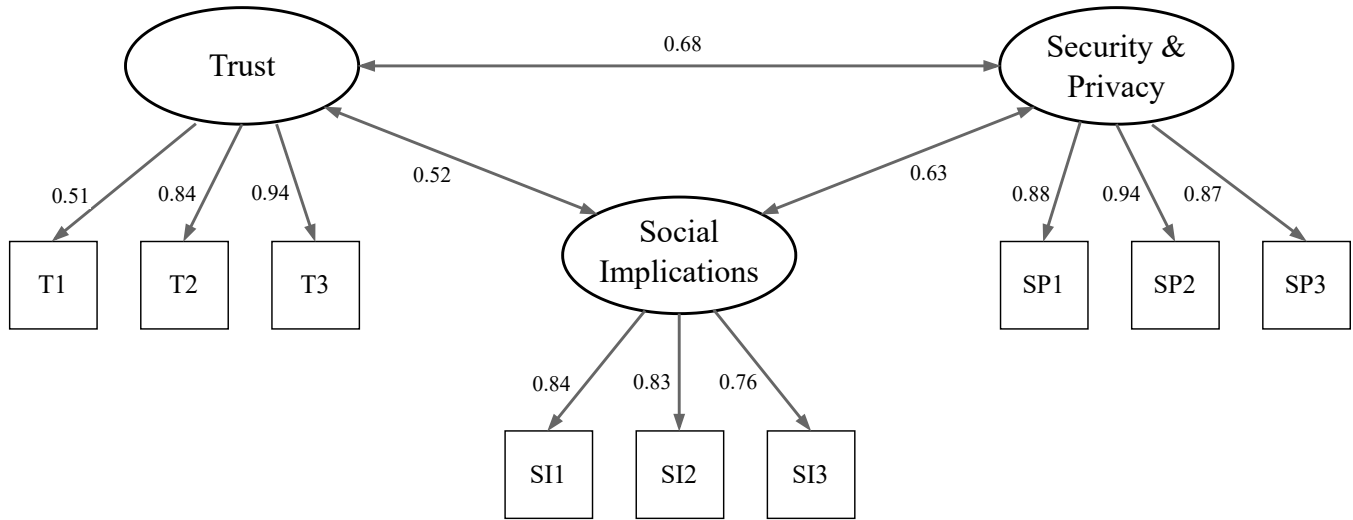 0.68
Trust
Security &
Privacy
0.51
0.84
0.94
0.52
0.63
0.88
0.94
0.87
T1
T2
T3
Social
Implications
SP1
SP2
SP3
0.84
0.83
0.76
SI1
SI2
SI3